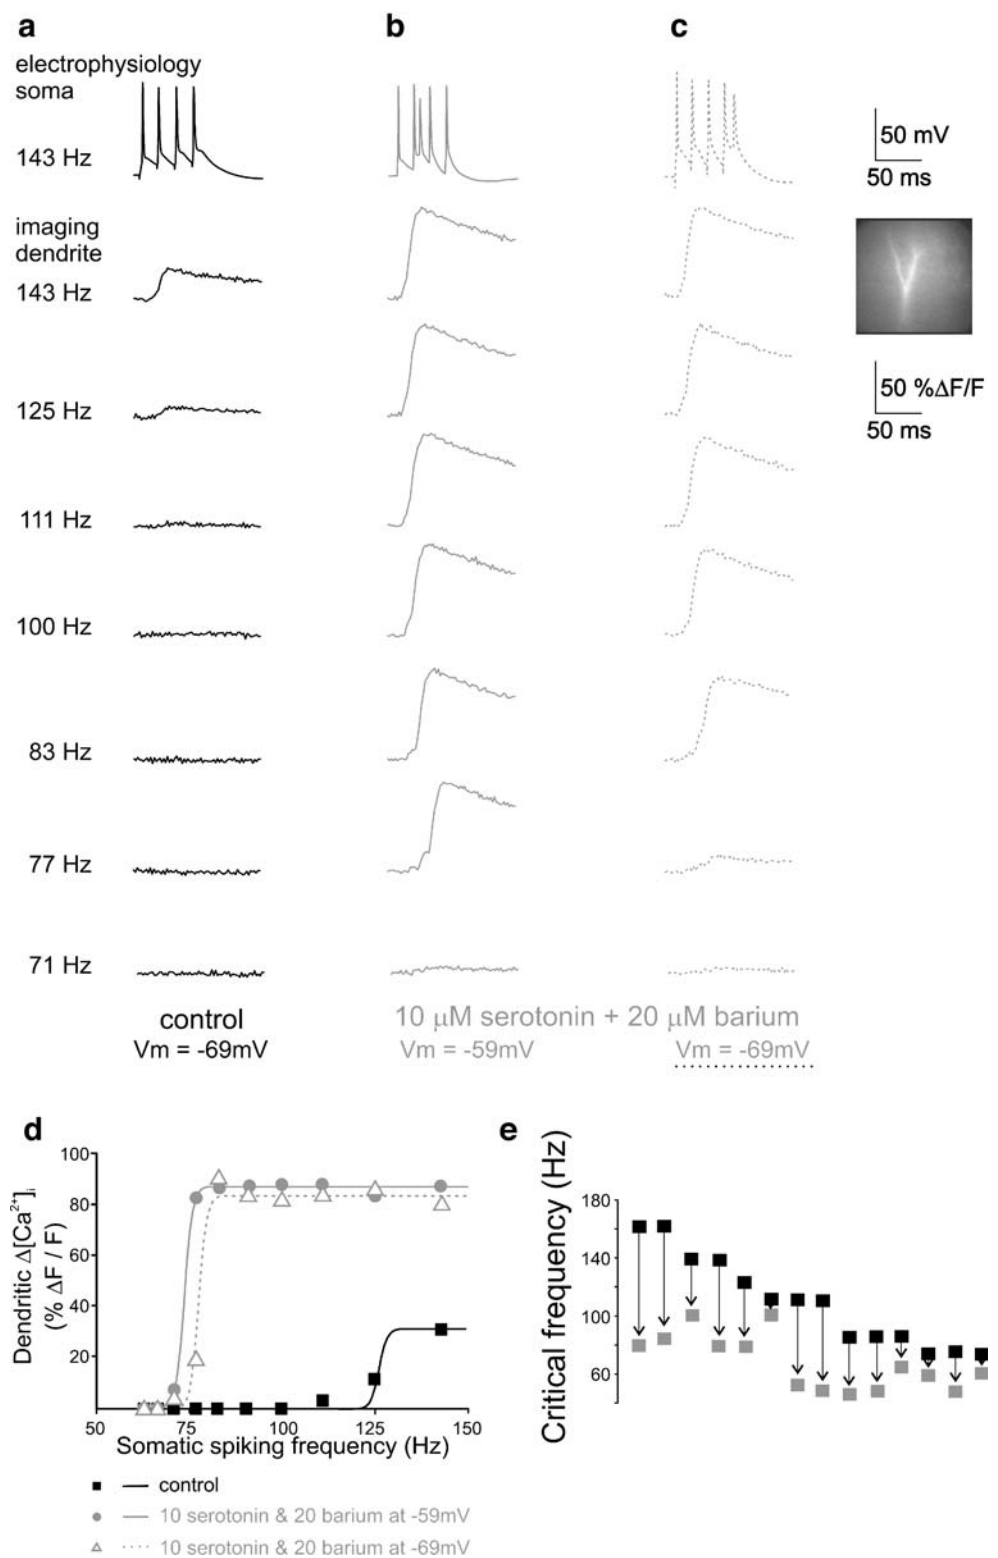 a
b
c
electrophysiology
soma
143 Hz
50 mV
50 ms
imaging
dendrite
143 Hz
125 Hz
50 %ΔF/F
50 ms
111 Hz
100 Hz
83 Hz
77 Hz
71 Hz
control
Vm = -69mV
10 μM serotonin + 20 μM barium
Vm = -59mV
Vm = -69mV
d
Dendritic Δ[Ca²⁺]ᵢ
(% ΔF / F)
100
80
60
40
20
50
75
100
125
150
Somatic spiking frequency (Hz)
control
10 serotonin & 20 barium at -59mV
10 serotonin & 20 barium at -69mV
e
Critical frequency (Hz)
180
140
100
60